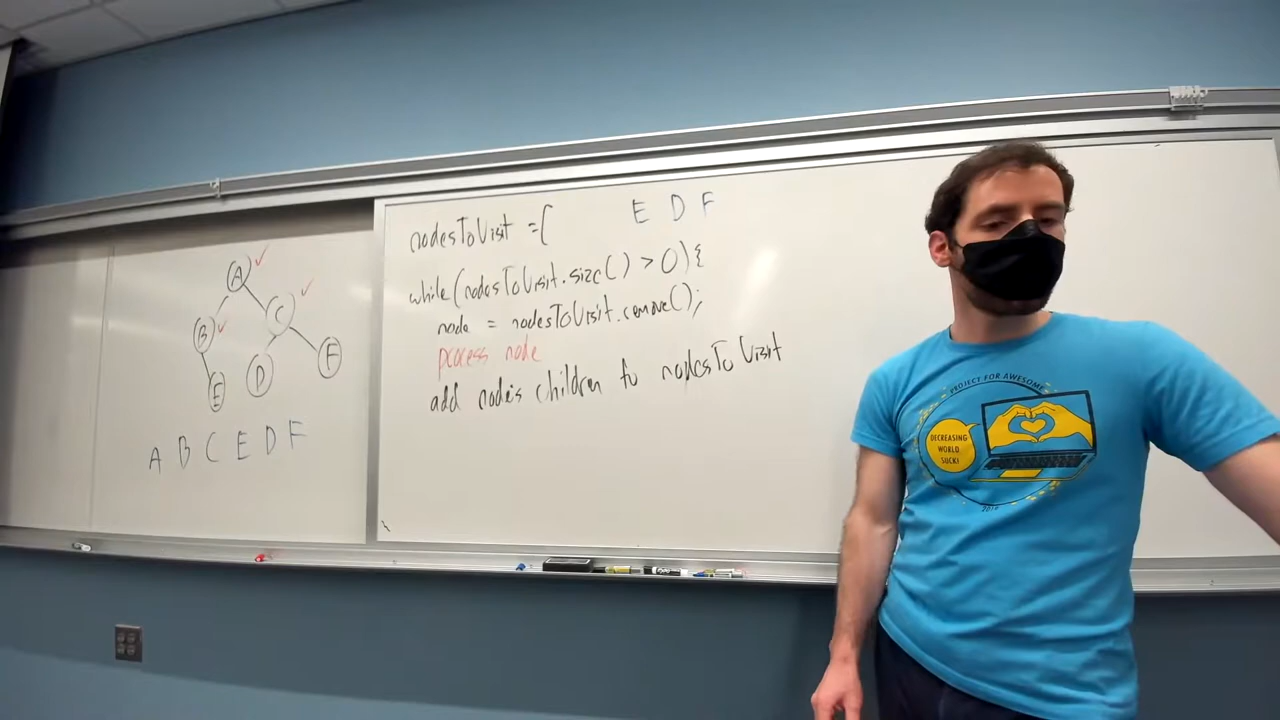 nodesToVisit = [ E D F
while(nodesToVisit.size() > 0){
node = nodesToVisit.remove();
process node
add node's children to nodesToVisit
A
B C
E D F
A B C E D F
PROJECT FOR AWESOME
DECREASING
WORLD
SUCK!